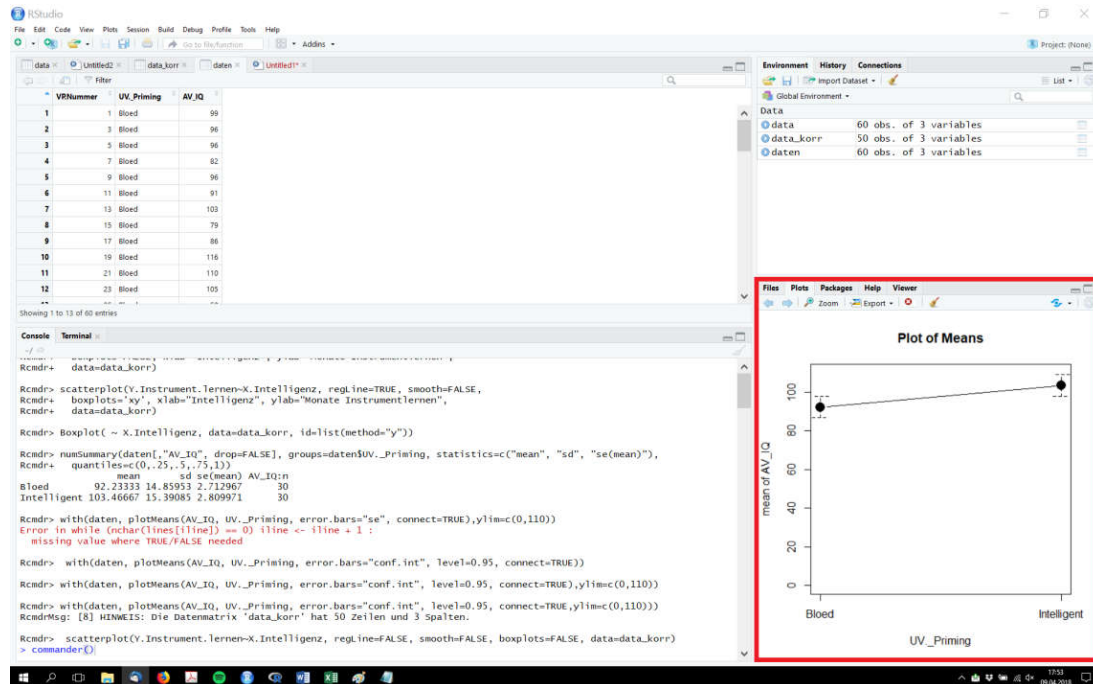 RStudio
File Edit Code View Plots Session Build Debug Profile Tools Help
Go to file/function Addins Project: (None)
data Untitled2 data_korr daten Untitled1*
Filter
VP.Nummer UV._Priming AV_IQ
1 1 Bloed 99
2 3 Bloed 96
3 5 Bloed 96
4 7 Bloed 82
5 9 Bloed 96
6 11 Bloed 91
7 13 Bloed 103
8 15 Bloed 79
9 17 Bloed 86
10 19 Bloed 116
11 21 Bloed 110
12 23 Bloed 105
Showing 1 to 13 of 60 entries
Console Terminal
~/
Rcmdr+ data=data_korr)
Rcmdr> scatterplot(Y.Instrument.lernen~X.Intelligenz, regLine=TRUE, smooth=FALSE,
Rcmdr+ boxplots='xy', xlab="Intelligenz", ylab="Monate Instrumentlernen",
Rcmdr+ data=data_korr)
Rcmdr> Boxplot( ~ X.Intelligenz, data=data_korr, id=list(method="y"))
Rcmdr> numSummary(daten[,"AV_IQ", drop=FALSE], groups=daten$UV._Priming, statistics=c("mean", "sd", "se(mean)"),
Rcmdr+ quantiles=c(0,.25,.5,.75,1))
mean sd se(mean) AV_IQ:n
Bloed 92.23333 14.85953 2.712967 30
Intelligent 103.46667 15.39085 2.809971 30
Rcmdr> with(daten, plotMeans(AV_IQ, UV._Priming, error.bars="se", connect=TRUE),ylim=c(0,110))
Error in while (nchar(lines[iline]) == 0) iline <- iline + 1 :
missing value where TRUE/FALSE needed
Rcmdr> with(daten, plotMeans(AV_IQ, UV._Priming, error.bars="conf.int", level=0.95, connect=TRUE))
Rcmdr> with(daten, plotMeans(AV_IQ, UV._Priming, error.bars="conf.int", level=0.95, connect=TRUE),ylim=c(0,110))
Rcmdr> with(daten, plotMeans(AV_IQ, UV._Priming, error.bars="conf.int", level=0.95, connect=TRUE,ylim=c(0,110)))
RcmdrMsg: [8] HINWEIS: Die Datenmatrix 'data_korr' hat 50 Zeilen und 3 Spalten.
Rcmdr> scatterplot(Y.Instrument.lernen~X.Intelligenz, regLine=FALSE, smooth=FALSE, boxplots=FALSE, data=data_korr)
> commander()
Environment History Connections
Import Dataset List
Global Environment
Data
data 60 obs. of 3 variables
data_korr 50 obs. of 3 variables
daten 60 obs. of 3 variables
Files Plots Packages Help Viewer
Zoom Export
Plot of Means
mean of AV_IQ
100
80
60
40
20
0
Bloed Intelligent
UV._Priming
17:53
09.04.2018